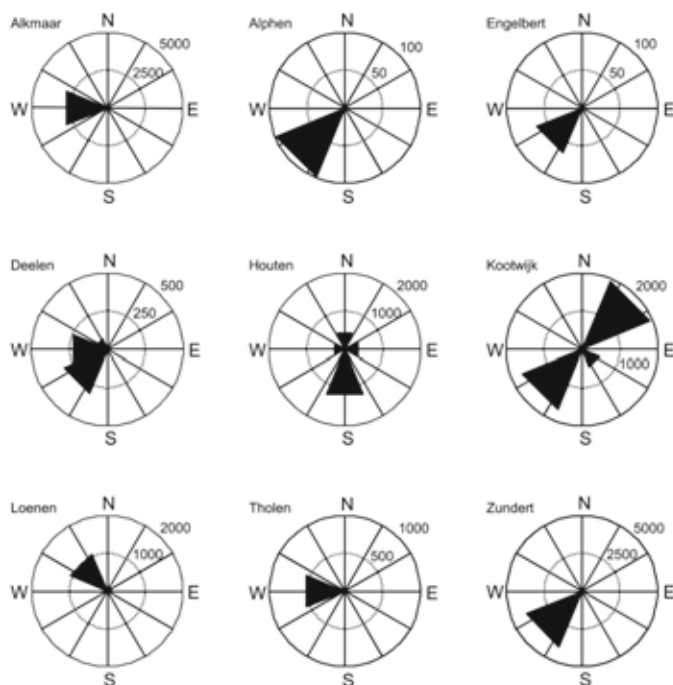 Alkmaar
N
5000
2500
W
E
S
Alphen
N
100
50
W
E
S
Engelbert
N
100
50
W
E
S
Deelen
N
500
250
W
E
S
Houten
N
2000
1000
W
E
S
Kootwijk
N
2000
1000
W
E
S
Loenen
N
2000
1000
W
E
S
Tholen
N
1000
500
W
E
S
Zundert
N
5000
2500
W
E
S